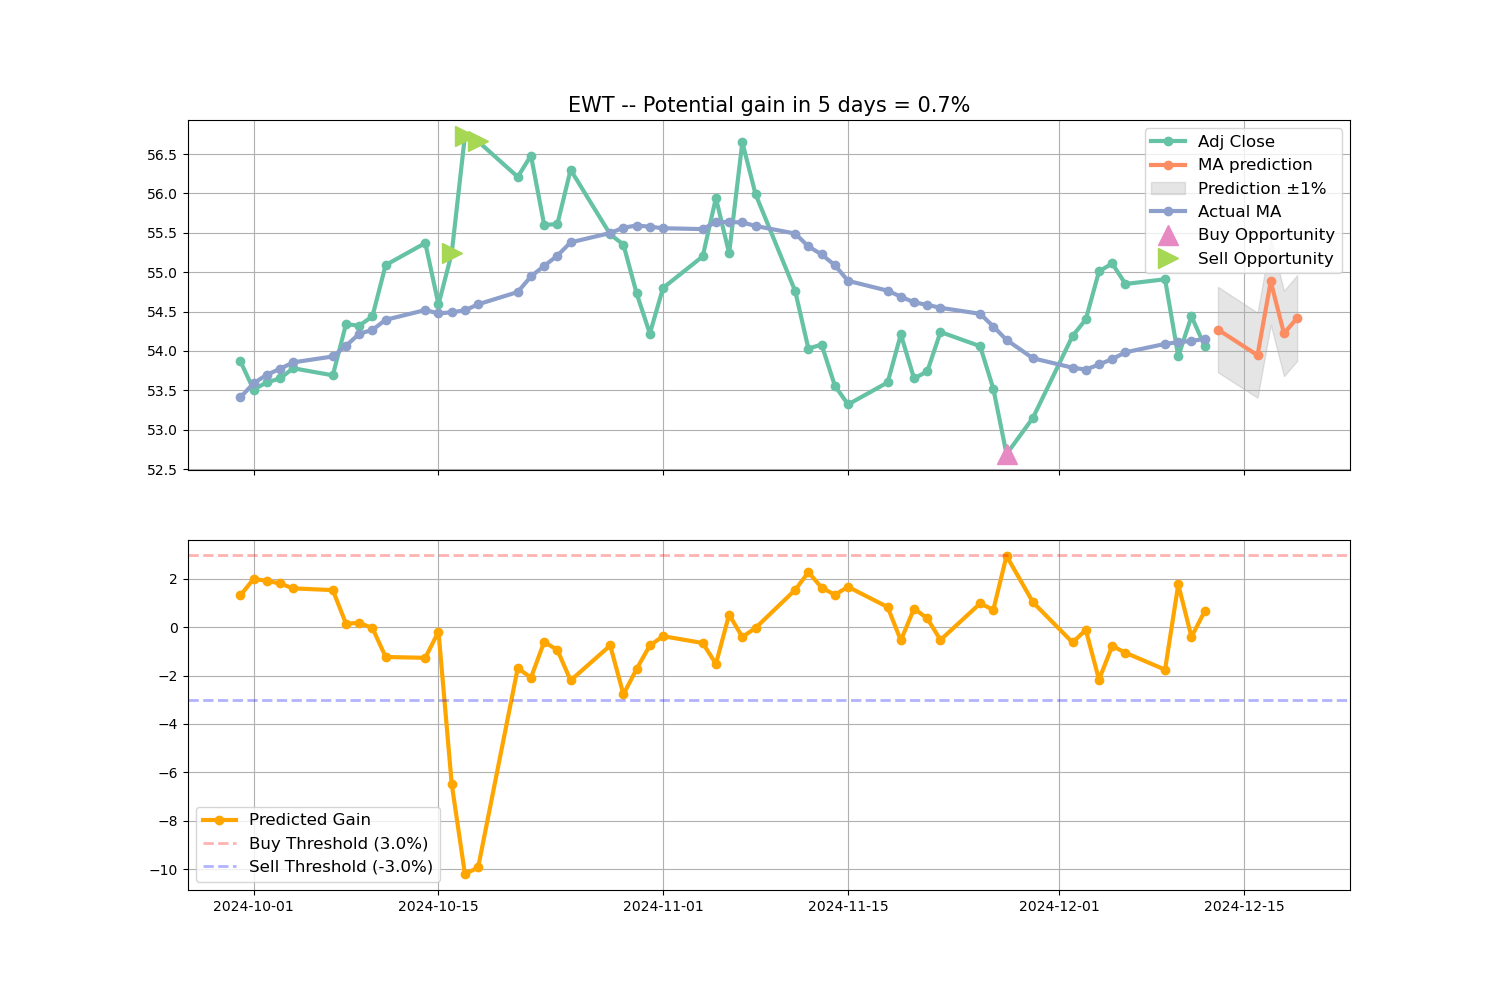 EWT -- Potential gain in 5 days = 0.7%
56.5
56.0
55.5
55.0
54.5
54.0
53.5
53.0
52.5
Adj Close
MA prediction
Prediction ±1%
Actual MA
Buy Opportunity
Sell Opportunity
2
0
−2
−4
−6
−8
−10
Predicted Gain
Buy Threshold (3.0%)
Sell Threshold (-3.0%)
2024-10-01
2024-10-15
2024-11-01
2024-11-15
2024-12-01
2024-12-15